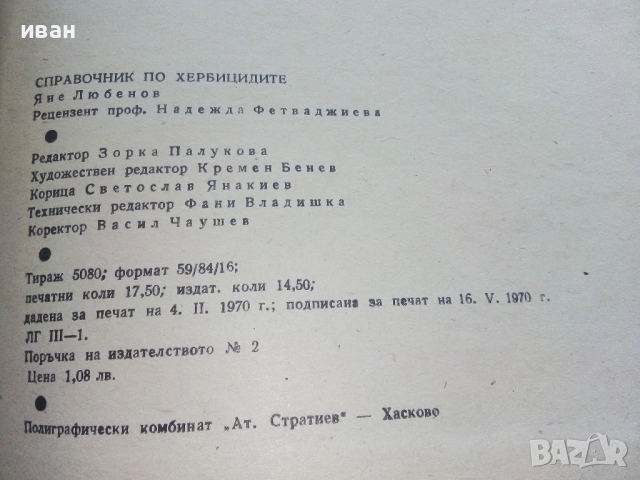 иван
СПРАВОЧНИК ПО ХЕРБИЦИДИТЕ
Яне Любенов
Рецензент проф. Надежда Фетваджиева
Редактор Зорка Палукова
Художествен редактор Кремен Бенев
Корица Светослав Янакиев
Технически редактор Фани Владишка
Коректор Васил Чаушев
Тираж 5080; формат 59/84/16;
печатни коли 17,50; издат. коли 14,50;
дадена за печат на 4. II. 1970 г.; подписана за печат на 16. V. 1970 г.
ЛГ III—1.
Поръчка на издателството № 2
Цена 1,08 лв.
Полиграфически комбинат „Ат. Стратиев" — Хасково
BAZAR